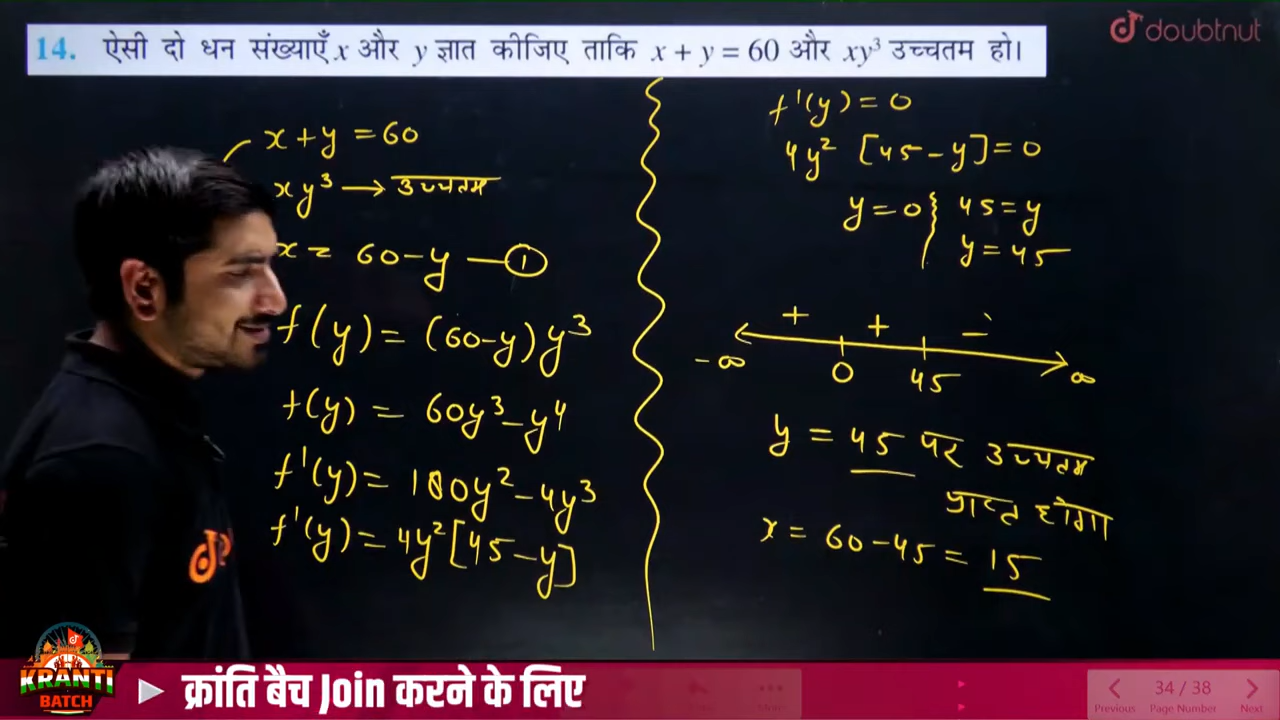 14. ऐसी दो धन संख्याएँ x और y ज्ञात कीजिए ताकि x + y = 60 और xy³ उच्चतम हो।
doubtnut
x + y = 60
xy³ → उच्चतम
x = 60 - y — ①
f(y) = (60-y)y³
f(y) = 60y³ - y⁴
f'(y) = 180y² - 4y³
f'(y) = 4y² [45 - y]
f'(y) = 0
4y² [45 - y] = 0
y = 0 } 45 = y
y = 45
+ + -
-∞ 0 45 ∞
y = 45 पर उच्चतम
प्राप्त होगा
x = 60 - 45 = 15
KRANTI
BATCH
क्रांति बैच Join करने के लिए
34 / 38
Previous Page Number Next